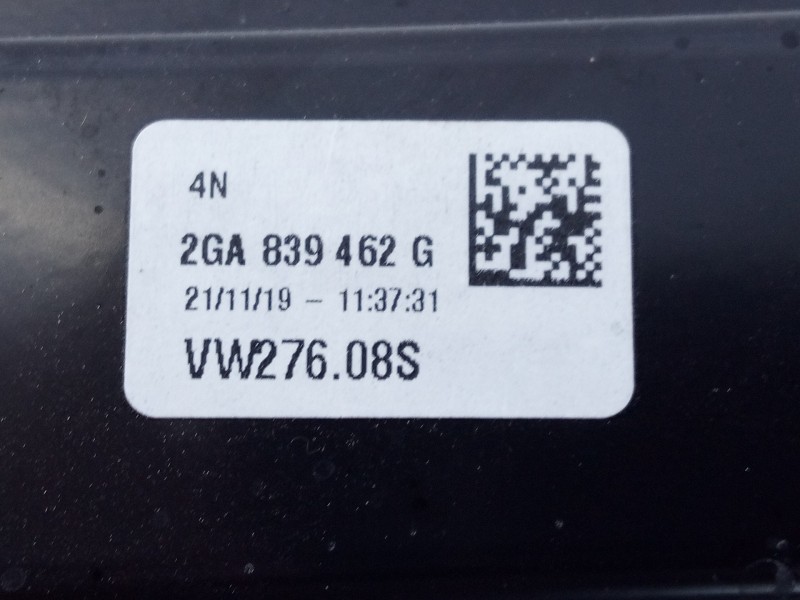 4N
2GA 839 462 G
21/11/19 - 11:37:31
VW276.08S